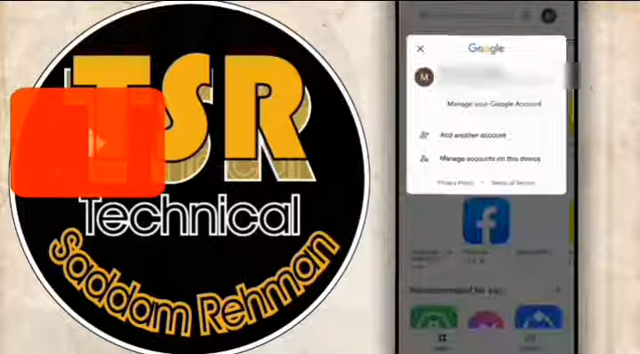 TSR
Technical
Saddam Rehman
Google
M
Manage your Google Account
Add another account
Manage accounts on this device
Privacy Policy • Terms of Service
Recommended for you